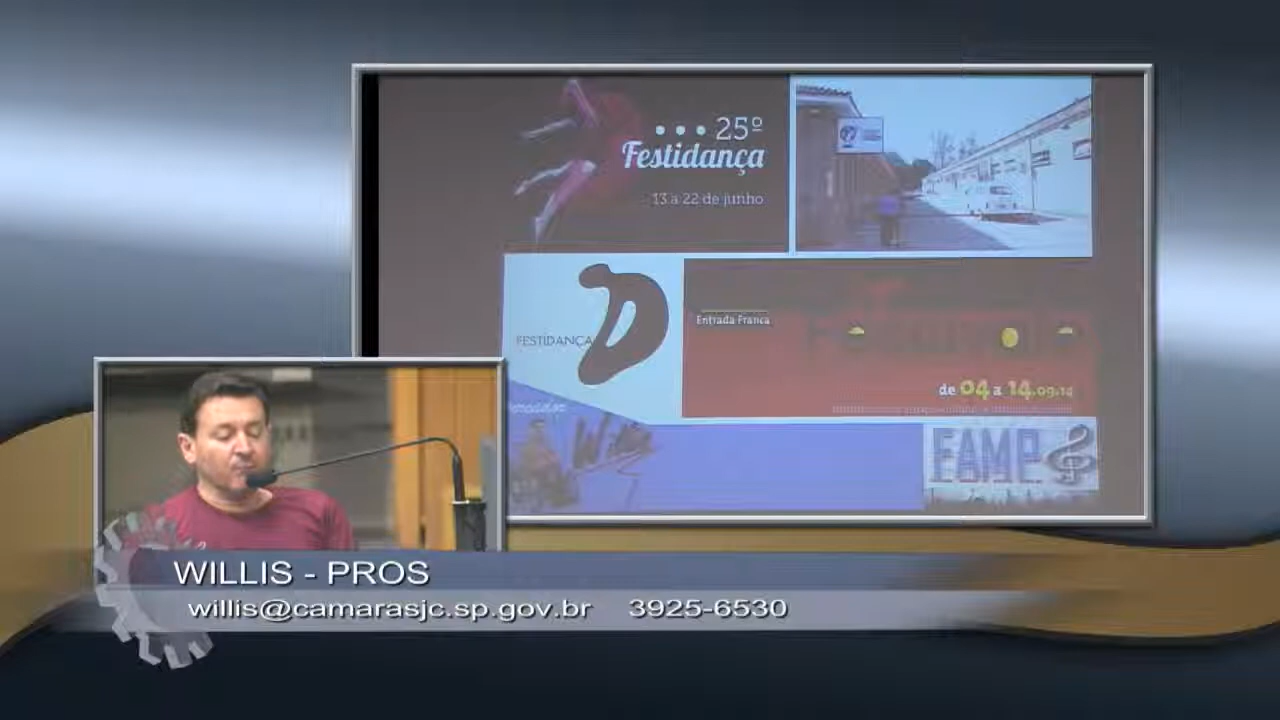 25º
Festidança
13 a 22 de junho
FESTIDANÇA
Entrada Franca
de 04 a 14.09.14
FAMP
WILLIS - PROS
willis@camarasjc.sp.gov.br 3925-6530